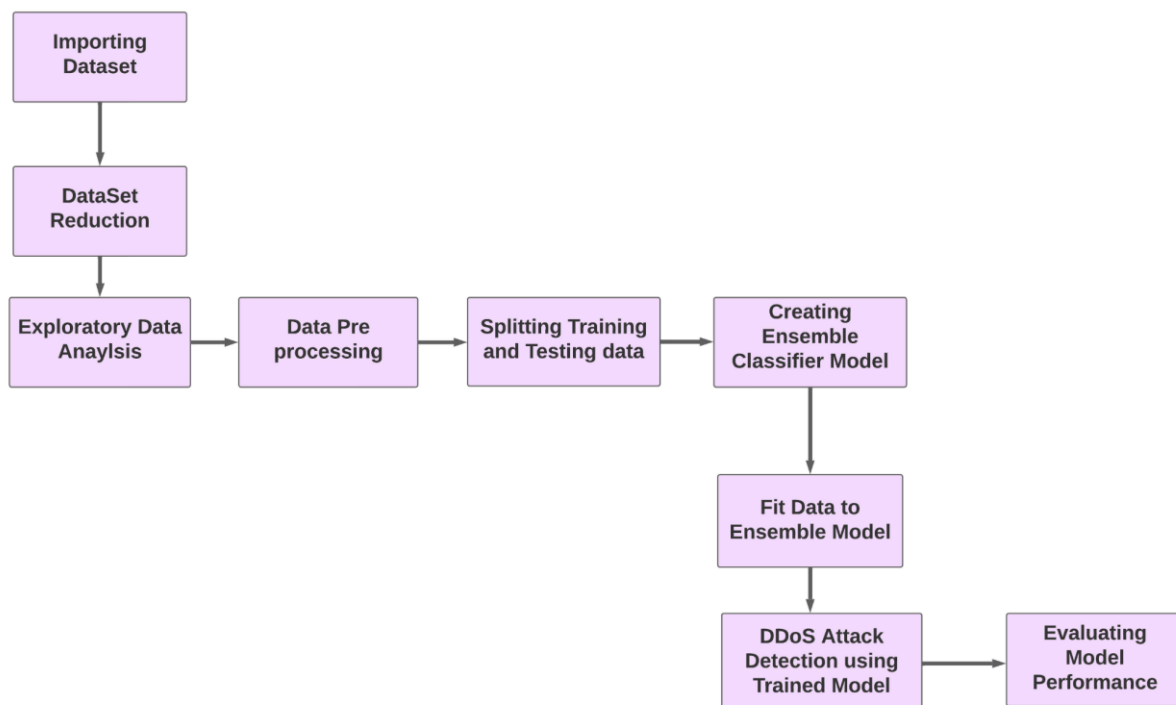 Importing
Dataset
DataSet
Reduction
Exploratory Data
Anaylsis
Data Pre
processing
Splitting Training
and Testing data
Creating
Ensemble
Classifier Model
Fit Data to
Ensemble Model
DDoS Attack
Detection using
Trained Model
Evaluating
Model
Performance